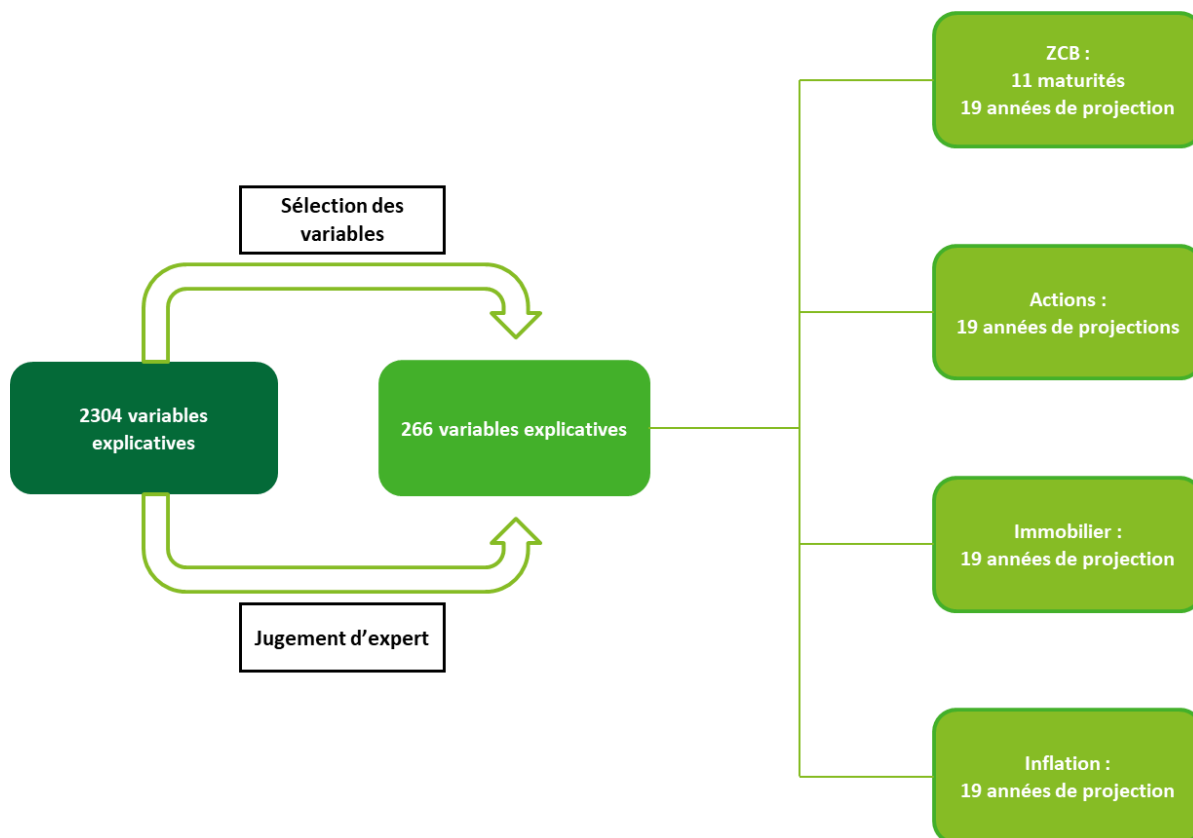 Sélection des
variables
2304 variables
explicatives
266 variables explicatives
Jugement d’expert
ZCB :
11 maturités
19 années de projection
Actions :
19 années de projections
Immobilier :
19 années de projection
Inflation :
19 années de projection